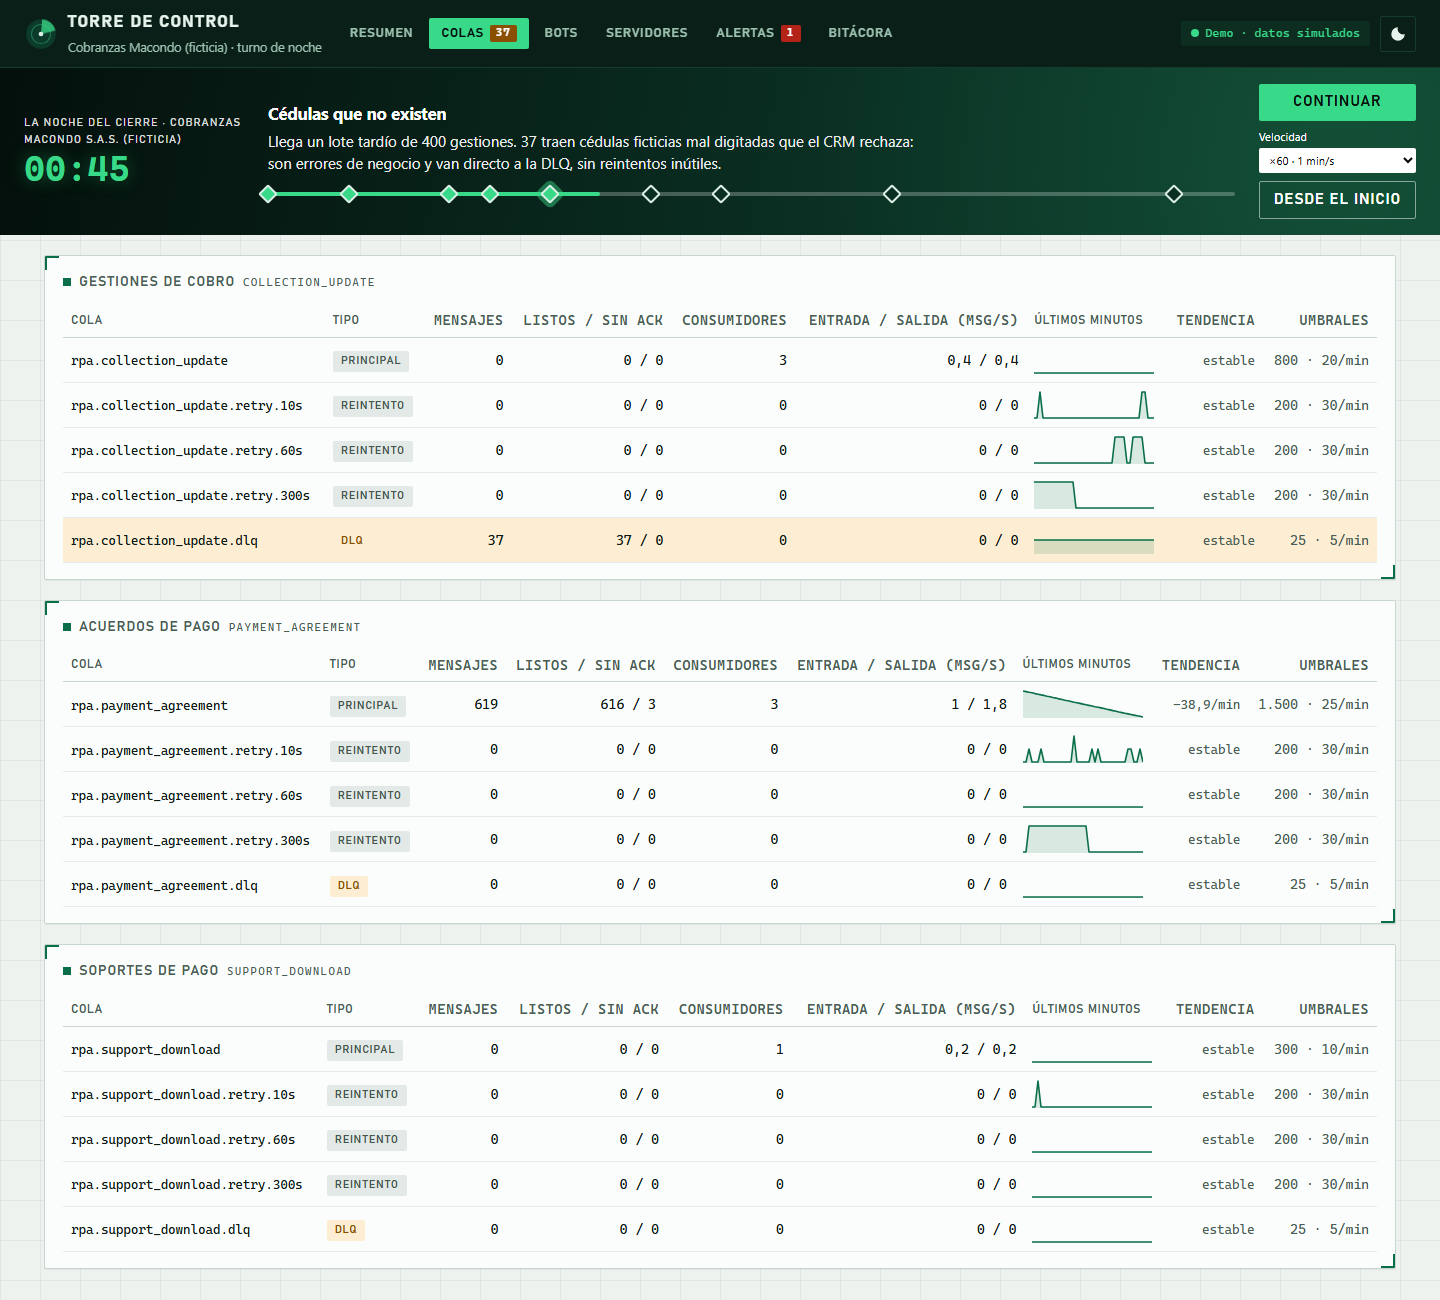 TORRE DE CONTROL
Cobranzas Macondo (ficticia) · turno de noche
RESUMEN
COLAS 37
BOTS
SERVIDORES
ALERTAS 1
BITÁCORA
Demo · datos simulados
LA NOCHE DEL CIERRE · COBRANZAS
MACONDO S.A.S. (FICTICIA)
00:45
Cédulas que no existen
Llega un lote tardío de 400 gestiones. 37 traen cédulas ficticias mal digitadas que el CRM rechaza:
son errores de negocio y van directo a la DLQ, sin reintentos inútiles.
CONTINUAR
Velocidad
×60 · 1 min/s
DESDE EL INICIO
GESTIONES DE COBRO COLLECTION_UPDATE
COLA TIPO MENSAJES LISTOS / SIN ACK CONSUMIDORES ENTRADA / SALIDA (MSG/S) ÚLTIMOS MINUTOS TENDENCIA UMBRALES
rpa.collection_update PRINCIPAL 0 0 / 0 3 0,4 / 0,4 estable 800 · 20/min
rpa.collection_update.retry.10s REINTENTO 0 0 / 0 0 0 / 0 estable 200 · 30/min
rpa.collection_update.retry.60s REINTENTO 0 0 / 0 0 0 / 0 estable 200 · 30/min
rpa.collection_update.retry.300s REINTENTO 0 0 / 0 0 0 / 0 estable 200 · 30/min
rpa.collection_update.dlq DLQ 37 37 / 0 0 0 / 0 estable 25 · 5/min
ACUERDOS DE PAGO PAYMENT_AGREEMENT
COLA TIPO MENSAJES LISTOS / SIN ACK CONSUMIDORES ENTRADA / SALIDA (MSG/S) ÚLTIMOS MINUTOS TENDENCIA UMBRALES
rpa.payment_agreement PRINCIPAL 619 616 / 3 3 1 / 1,8 −38,9/min 1.500 · 25/min
rpa.payment_agreement.retry.10s REINTENTO 0 0 / 0 0 0 / 0 estable 200 · 30/min
rpa.payment_agreement.retry.60s REINTENTO 0 0 / 0 0 0 / 0 estable 200 · 30/min
rpa.payment_agreement.retry.300s REINTENTO 0 0 / 0 0 0 / 0 estable 200 · 30/min
rpa.payment_agreement.dlq DLQ 0 0 / 0 0 0 / 0 estable 25 · 5/min
SOPORTES DE PAGO SUPPORT_DOWNLOAD
COLA TIPO MENSAJES LISTOS / SIN ACK CONSUMIDORES ENTRADA / SALIDA (MSG/S) ÚLTIMOS MINUTOS TENDENCIA UMBRALES
rpa.support_download PRINCIPAL 0 0 / 0 1 0,2 / 0,2 estable 300 · 10/min
rpa.support_download.retry.10s REINTENTO 0 0 / 0 0 0 / 0 estable 200 · 30/min
rpa.support_download.retry.60s REINTENTO 0 0 / 0 0 0 / 0 estable 200 · 30/min
rpa.support_download.retry.300s REINTENTO 0 0 / 0 0 0 / 0 estable 200 · 30/min
rpa.support_download.dlq DLQ 0 0 / 0 0 0 / 0 estable 25 · 5/min